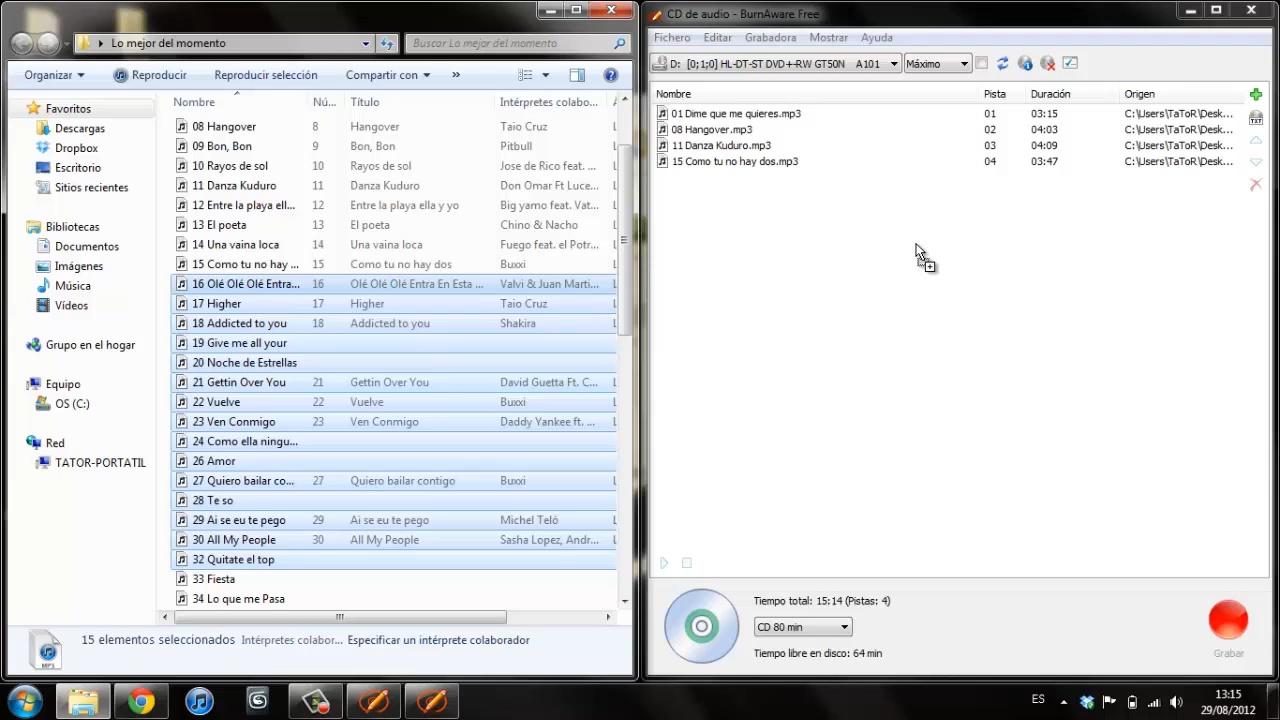 Lo mejor del momento
Buscar Lo mejor del momento
Organizar
Reproducir
Reproducir selección
Compartir con
»
Favoritos
Descargas
Dropbox
Escritorio
Sitios recientes
Bibliotecas
Documentos
Imágenes
Música
Vídeos
Grupo en el hogar
Equipo
OS (C:)
Red
TATOR-PORTATIL
Nombre Nú... Título Intérpretes colabo...
08 Hangover 8 Hangover Taio Cruz
09 Bon, Bon 9 Bon, Bon Pitbull
10 Rayos de sol 10 Rayos de sol Jose de Rico feat. ...
11 Danza Kuduro 11 Danza Kuduro Don Omar Ft Luce...
12 Entre la playa ell... 12 Entre la playa ella y yo Big yamo feat. Vat...
13 El poeta 13 El poeta Chino & Nacho
14 Una vaina loca 14 Una vaina loca Fuego feat. el Potr...
15 Como tu no hay ... 15 Como tu no hay dos Buxxi
16 Olé Olé Olé Entra... 16 Olé Olé Olé Entra En Esta ... Valvi & Juan Marti...
17 Higher 17 Higher Taio Cruz
18 Addicted to you 18 Addicted to you Shakira
19 Give me all your
20 Noche de Estrellas
21 Gettin Over You 21 Gettin Over You David Guetta Ft. C...
22 Vuelve 22 Vuelve Buxxi
23 Ven Conmigo 23 Ven Conmigo Daddy Yankee ft. ...
24 Como ella ningu...
26 Amor
27 Quiero bailar co... 27 Quiero bailar contigo Buxxi
28 Te so
29 Ai se eu te pego 29 Ai se eu te pego Michel Teló
30 All My People 30 All My People Sasha Lopez, Andr...
32 Quitate el top
33 Fiesta
34 Lo que me Pasa
15 elementos seleccionados Intérpretes colabor... Especificar un intérprete colaborador
MP3
CD de audio - BurnAware Free
Fichero Editar Grabadora Mostrar Ayuda
D: [0;1;0] HL-DT-ST DVD+-RW GT50N A101 Máximo
Nombre Pista Duración Origen
01 Dime que me quieres.mp3 01 03:15 C:\Users\TaToR\Desk...
08 Hangover.mp3 02 04:03 C:\Users\TaToR\Desk...
11 Danza Kuduro.mp3 03 04:09 C:\Users\TaToR\Desk...
15 Como tu no hay dos.mp3 04 03:47 C:\Users\TaToR\Desk...
TXT
Tiempo total: 15:14 (Pistas: 4)
CD 80 min
Tiempo libre en disco: 64 min
Grabar
ES
13:15
29/08/2012